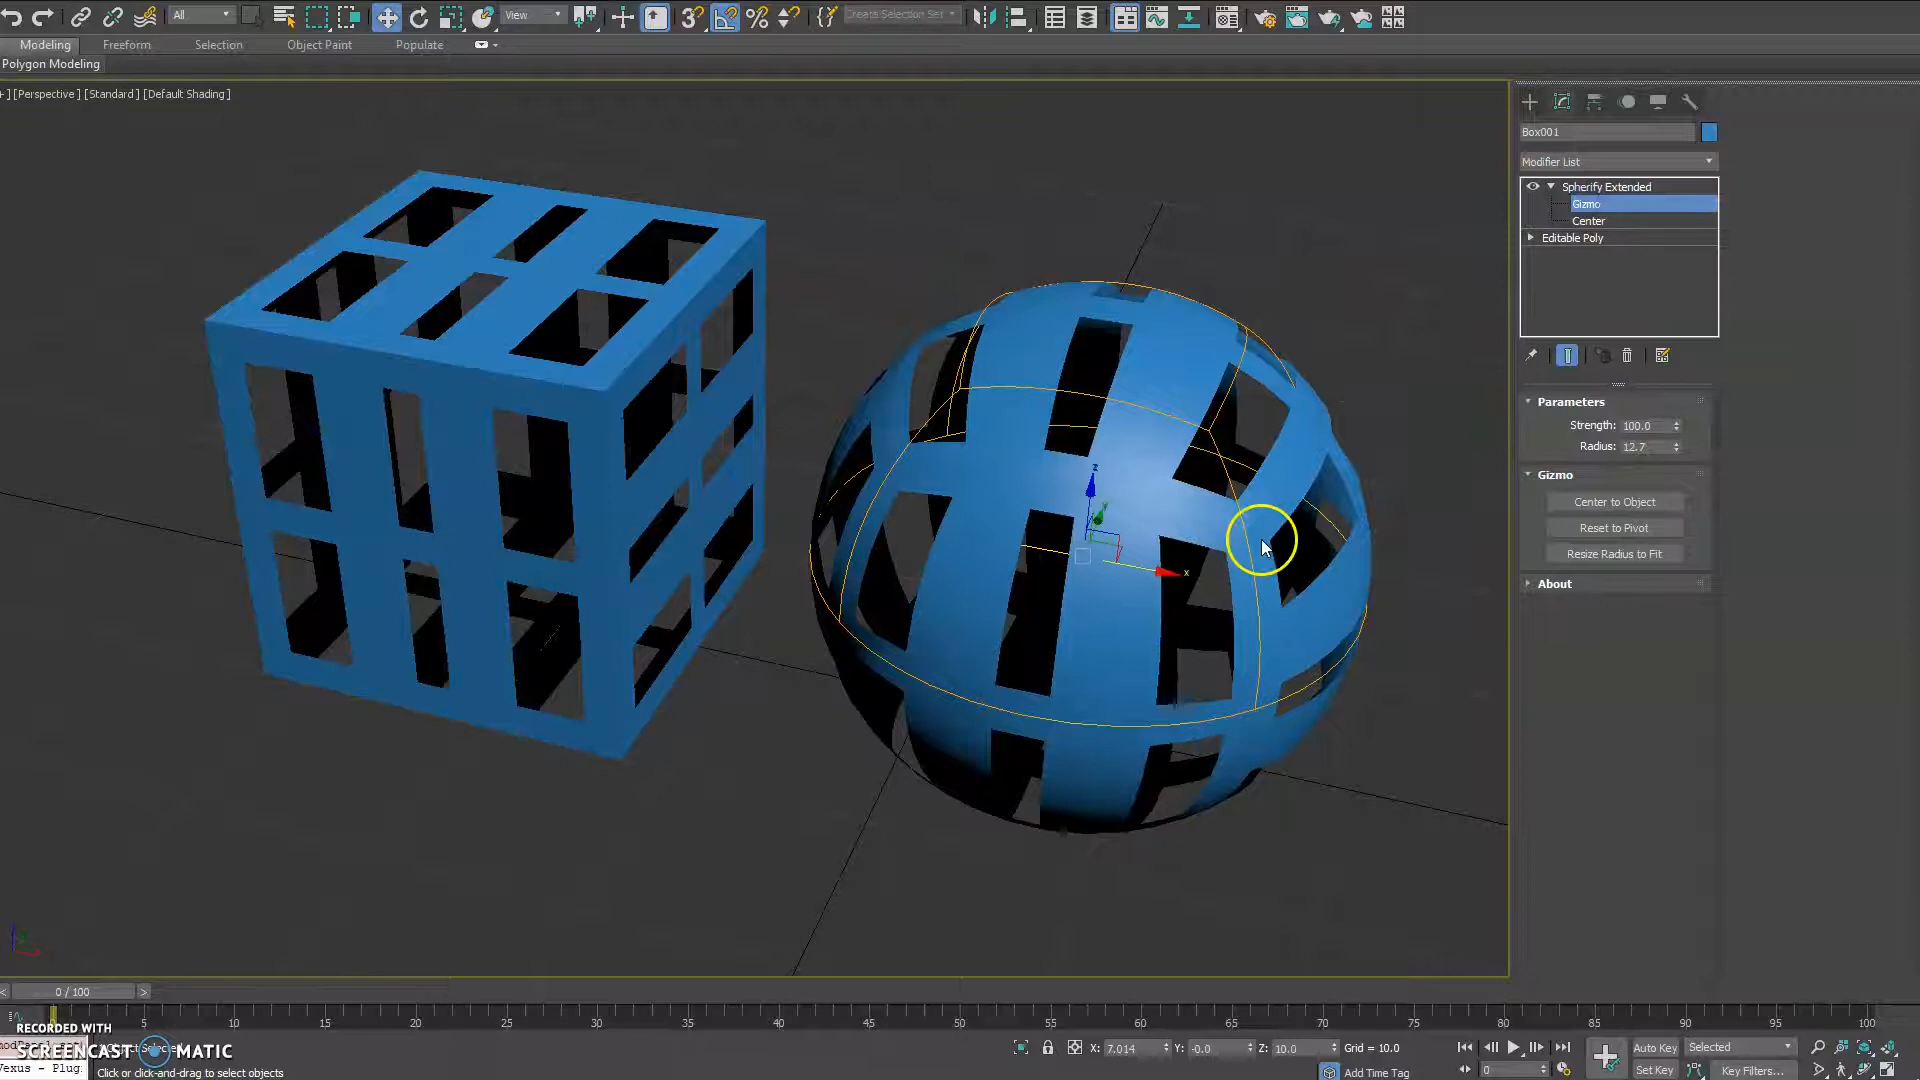 All
View
Create Selection Set
Modeling
Freeform
Selection
Object Paint
Populate
Polygon Modeling
[Perspective ] [Standard ] [Default Shading ]
Box001
Modifier List
Spherify Extended
Gizmo
Center
Editable Poly
Parameters
Strength: 100.0
Radius: 12.7
Gizmo
Center to Object
Reset to Pivot
Resize Radius to Fit
About
z
x
0 / 100
5 10 15 20 25 30 35 40 45 50 55 60 65 70 75 80 85 90 95 100
RECORDED WITH
SCREENCAST MATIC
X: 7.014 Y: -0.0 Z: 10.0 Grid = 10.0
Auto Key
Selected
Click or click-and-drag to select objects
Add Time Tag
0
Set Key
Key Filters...